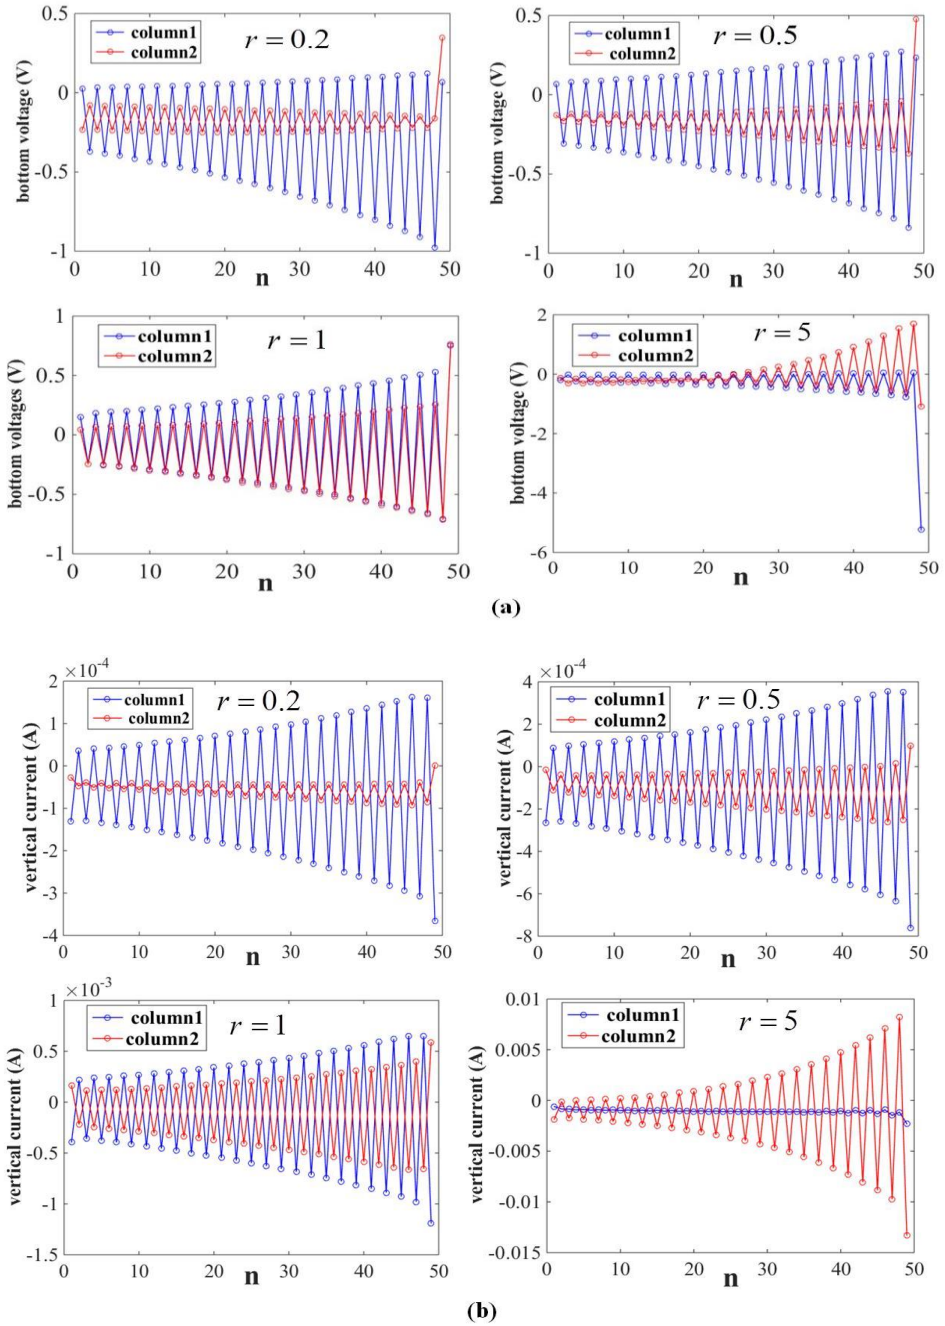 0.5
0
-0.5
-1
0 10 20 30 40 50
bottom voltage (V)
n
column1
column2
r = 0.2
0.5
0
-0.5
-1
0 10 20 30 40 50
bottom voltage (V)
n
column1
column2
r = 0.5
1
0.5
0
-0.5
-1
0 10 20 30 40 50
bottom voltages (V)
n
column1
column2
r = 1
2
0
-2
-4
-6
0 10 20 30 40 50
bottom voltages (V)
n
column1
column2
r = 5
(a)
×10-4
2
1
0
-1
-2
-3
-4
0 10 20 30 40 50
vertical current (A)
n
column1
column2
r = 0.2
×10-4
4
2
0
-2
-4
-6
-8
0 10 20 30 40 50
vertical current (A)
n
column1
column2
r = 0.5
×10-3
1
0.5
0
-0.5
-1
-1.5
0 10 20 30 40 50
vertical current (A)
n
column1
column2
r = 1
0.01
0.005
0
-0.005
-0.01
-0.015
0 10 20 30 40 50
vertical current (A)
n
column1
column2
r = 5
(b)